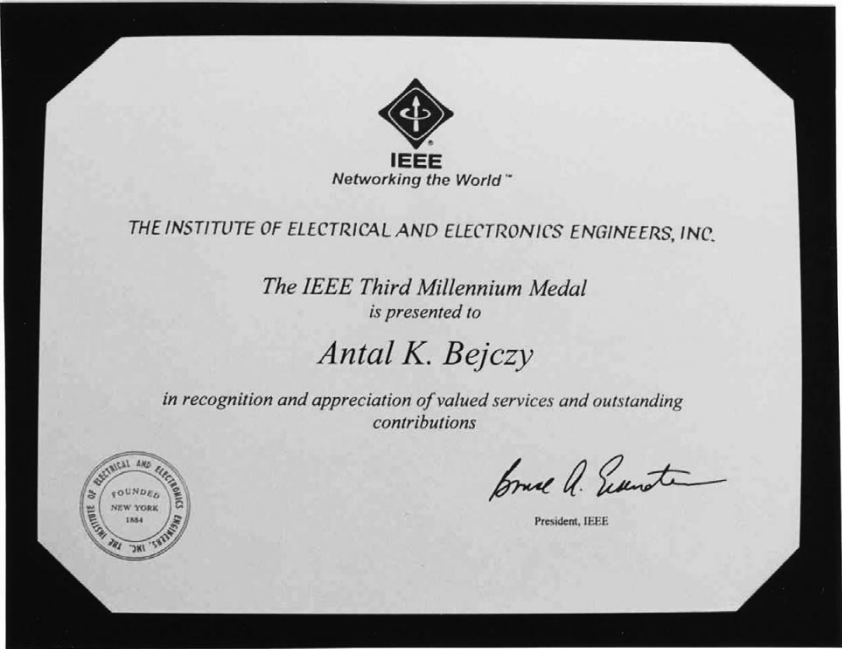 IEEE
Networking the World™
THE INSTITUTE OF ELECTRICAL AND ELECTRONICS ENGINEERS, INC.
The IEEE Third Millennium Medal
is presented to
Antal K. Bejczy
in recognition and appreciation of valued services and outstanding
contributions
THE INSTITUTE OF ELECTRICAL AND ELECTRONICS ENGINEERS, INC.
FOUNDED
NEW YORK
1884
Bruce A. Eisenstein
President, IEEE